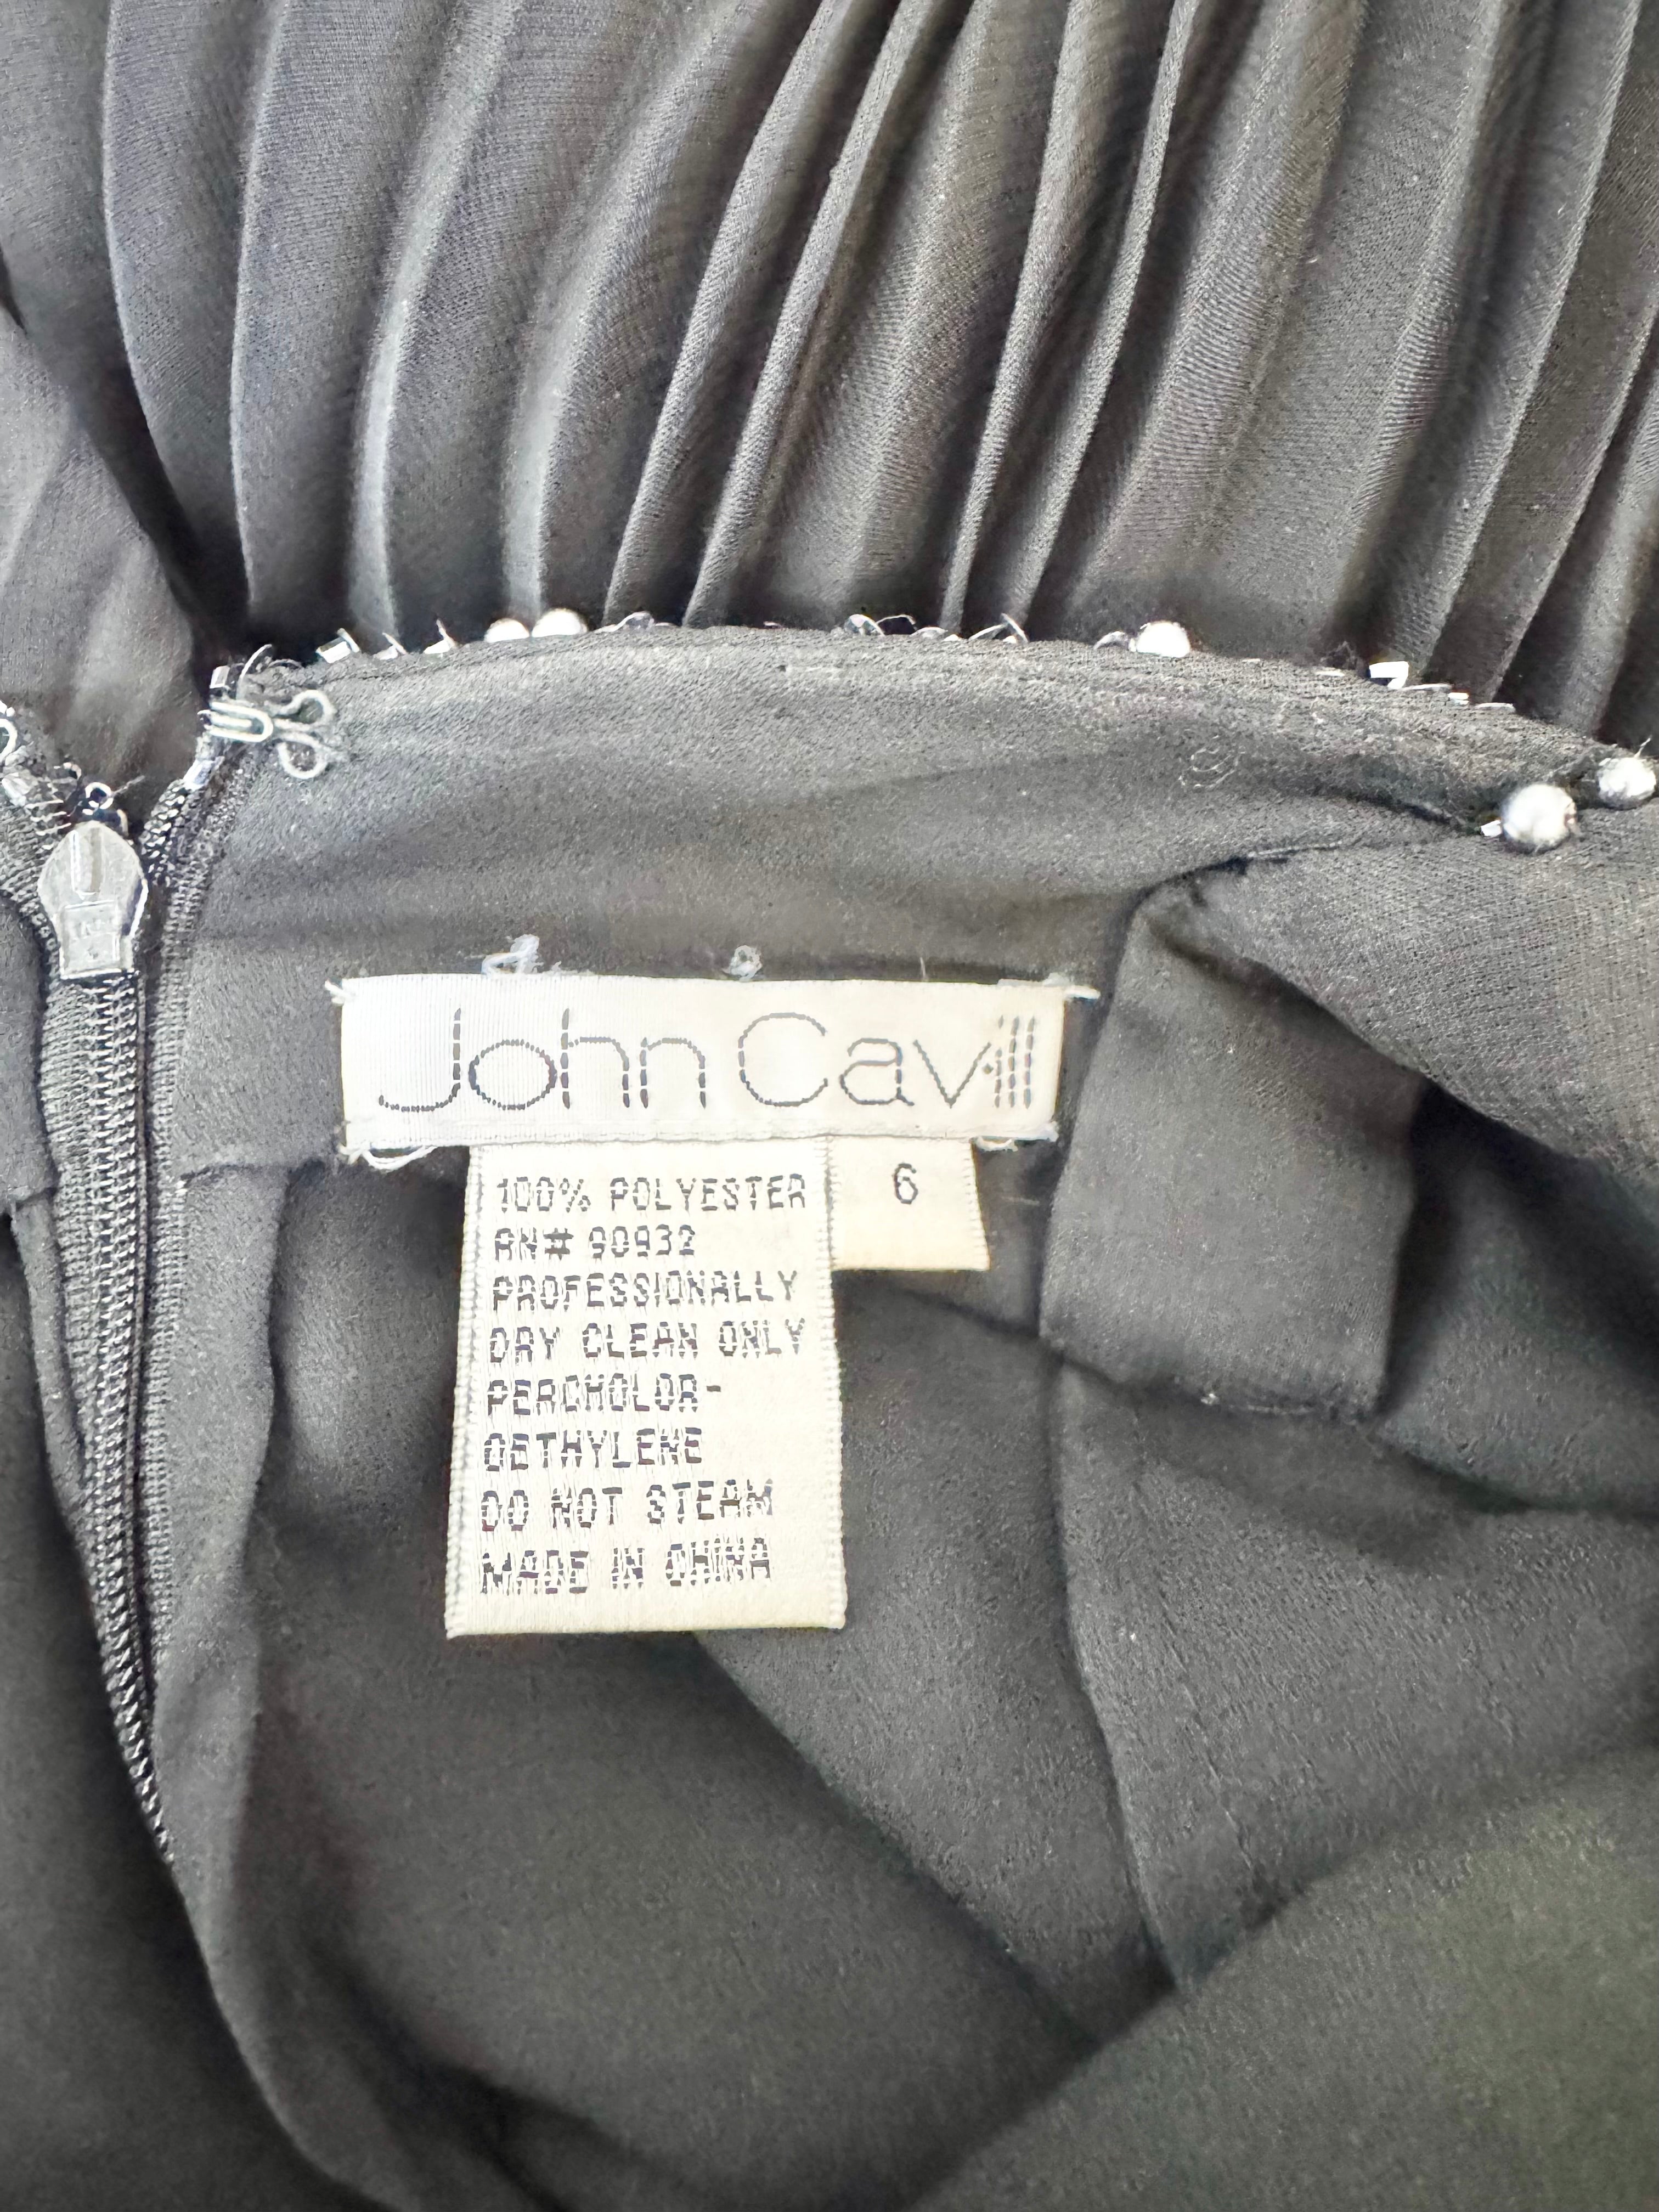 John Cavill
100% POLYESTER
RN# 90932
PROFESSIONALLY
DRY CLEAN ONLY
PERCHOLOR-
OETHYLENE
DO NOT STEAM
MADE IN CHINA
6